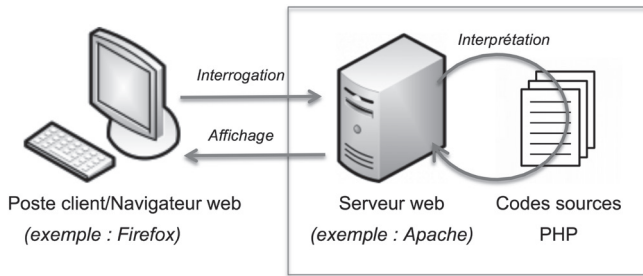 Interprétation
Interrogation
Affichage
Poste client/Navigateur web
(exemple : Firefox)
Serveur web
(exemple : Apache)
Codes sources
PHP